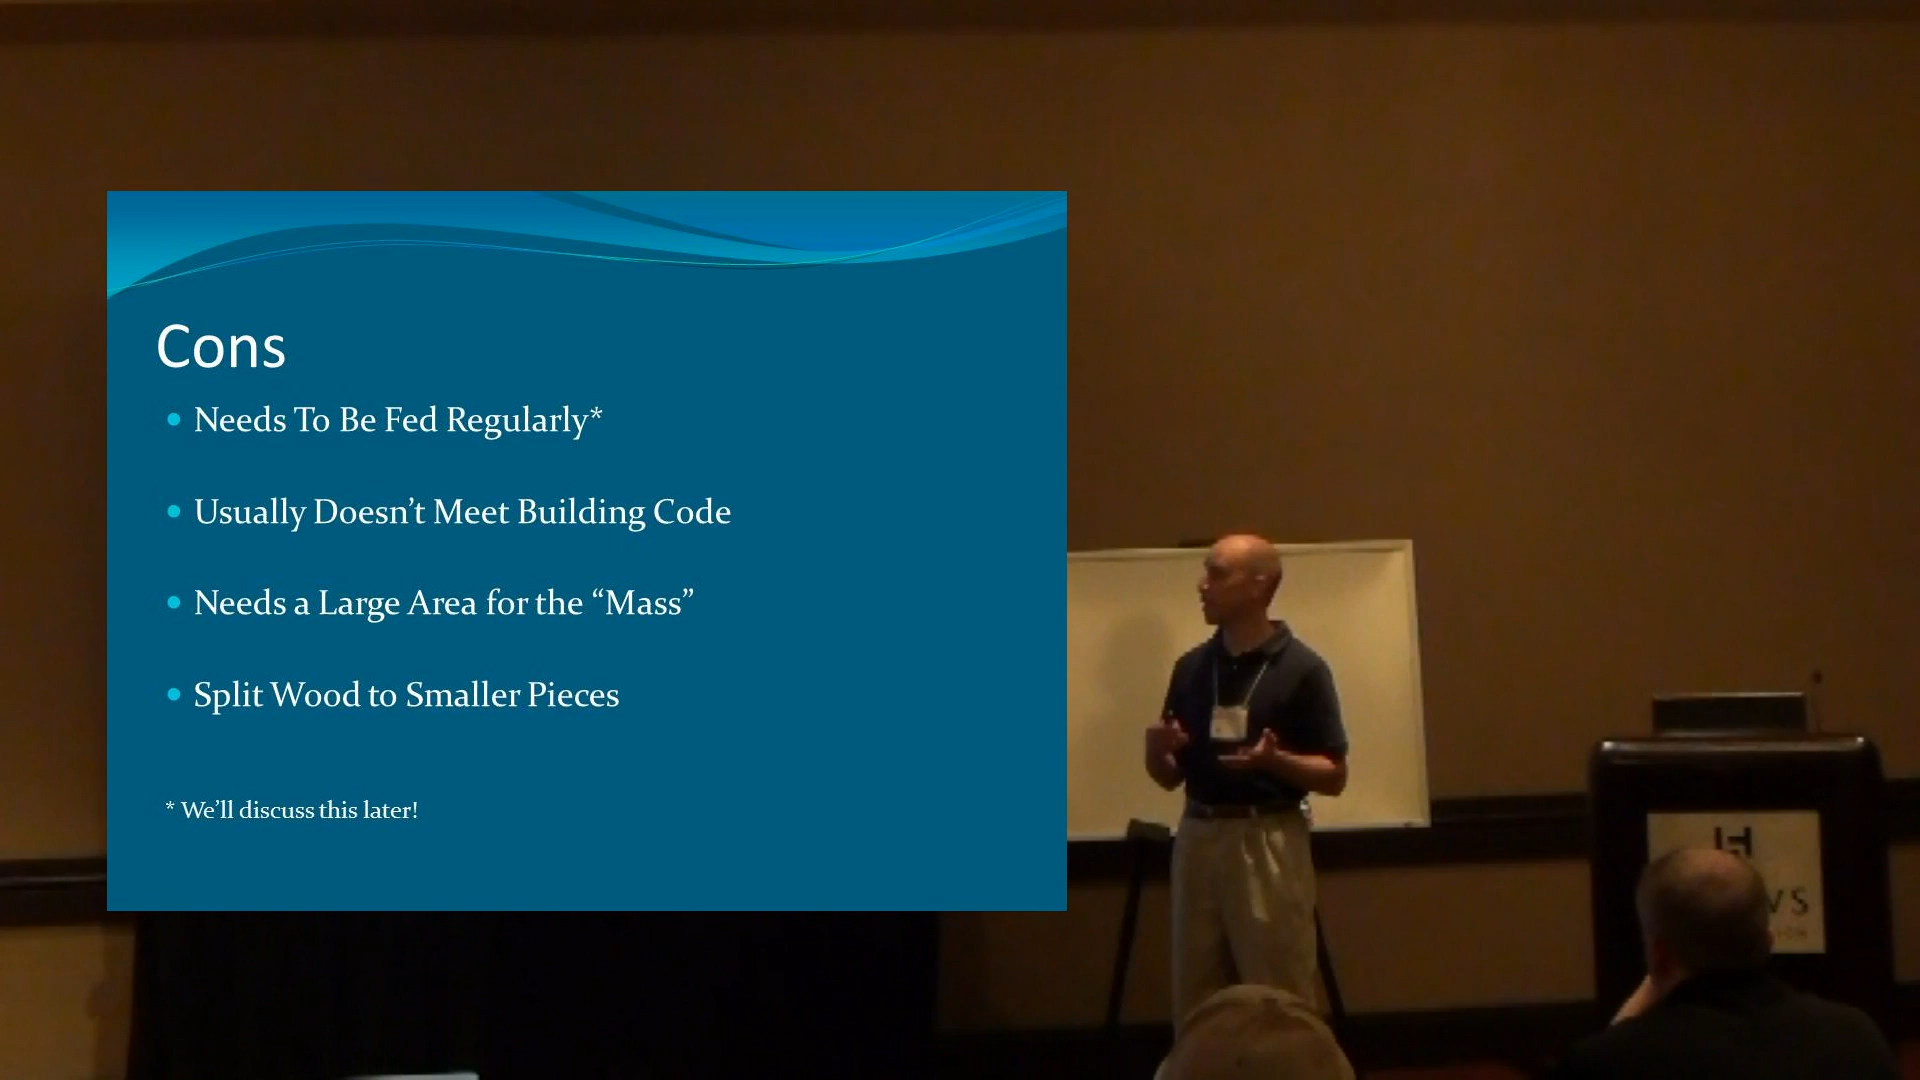 Cons
• Needs To Be Fed Regularly*
• Usually Doesn’t Meet Building Code
• Needs a Large Area for the “Mass”
• Split Wood to Smaller Pieces
* We’ll discuss this later!